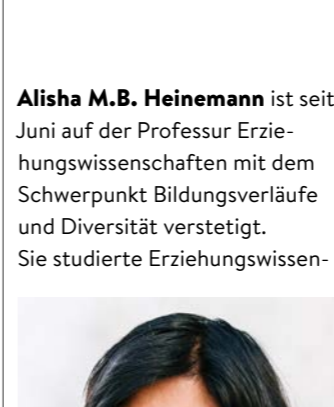 Alisha M.B. Heinemann ist seit
Juni auf der Professur Erzie-
hungswissenschaften mit dem
Schwerpunkt Bildungsverläufe
und Diversität verstetigt.
Sie studierte Erziehungswissen-